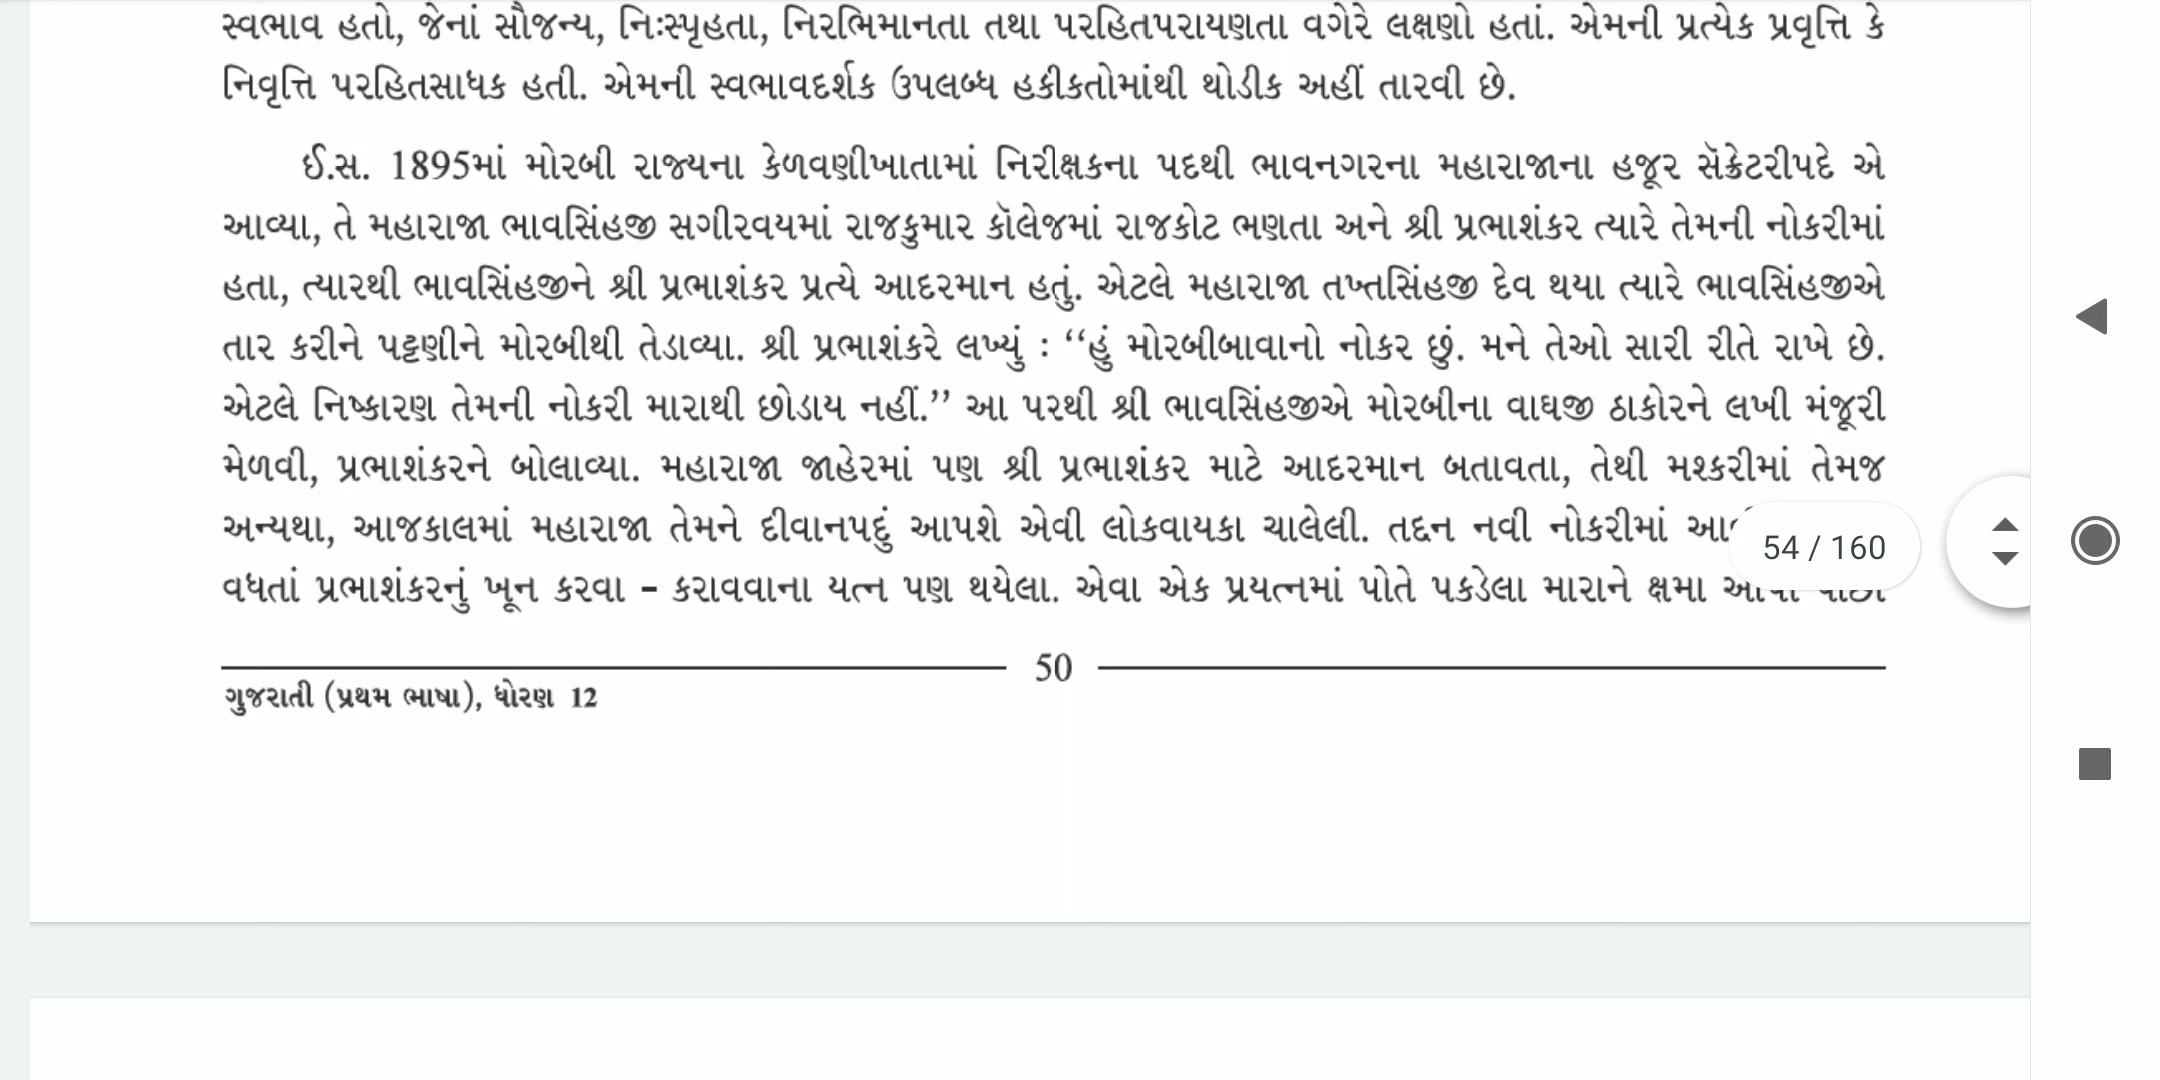 સ્વભાવ હતો, જેનાં સૌજન્ય, નિઃસ્પૃહતા, નિરભિમાનતા તથા પરહિતપરાયણતા વગેરે લક્ષણો હતાં. એમની પ્રત્યેક પ્રવૃત્તિ કે
નિવૃત્તિ પરહિતસાધક હતી. એમની સ્વભાવદર્શક ઉપલબ્ધ હકીકતોમાંથી થોડીક અહીં તારવી છે.
ઈ.સ. 1895માં મોરબી રાજ્યના કેળવણીખાતામાં નિરીક્ષકના પદથી ભાવનગરના મહારાજાના હજૂર સૅક્રેટરીપદે એ
આવ્યા, તે મહારાજા ભાવસિંહજી સગીરવયમાં રાજકુમાર કૉલેજમાં રાજકોટ ભણતા અને શ્રી પ્રભાશંકર ત્યારે તેમની નોકરીમાં
હતા, ત્યારથી ભાવસિંહજીને શ્રી પ્રભાશંકર પ્રત્યે આદરમાન હતું. એટલે મહારાજા તખ્તસિંહજી દેવ થયા ત્યારે ભાવસિંહજીએ
તાર કરીને પટ્ટણીને મોરબીથી તેડાવ્યા. શ્રી પ્રભાશંકરે લખ્યું : ‘‘હું મોરબીબાવાનો નોકર છું. મને તેઓ સારી રીતે રાખે છે.
એટલે નિષ્કારણ તેમની નોકરી મારાથી છોડાય નહીં.’’ આ પરથી શ્રી ભાવસિંહજીએ મોરબીના વાઘજી ઠાકોરને લખી મંજૂરી
મેળવી, પ્રભાશંકરને બોલાવ્યા. મહારાજા જાહેરમાં પણ શ્રી પ્રભાશંકર માટે આદરમાન બતાવતા, તેથી મશ્કરીમાં તેમજ
અન્યથા, આજકાલમાં મહારાજા તેમને દીવાનપદું આપશે એવી લોકવાયકા ચાલેલી. તદ્દન નવી નોકરીમાં
54 / 160
વધતાં પ્રભાશંકરનું ખૂન કરવા – કરાવવાના યત્ન પણ થયેલા. એવા એક પ્રયત્નમાં પોતે પકડેલા મારાને ક્ષમા
50
ગુજરાતી (પ્રથમ ભાષા), ધોરણ 12